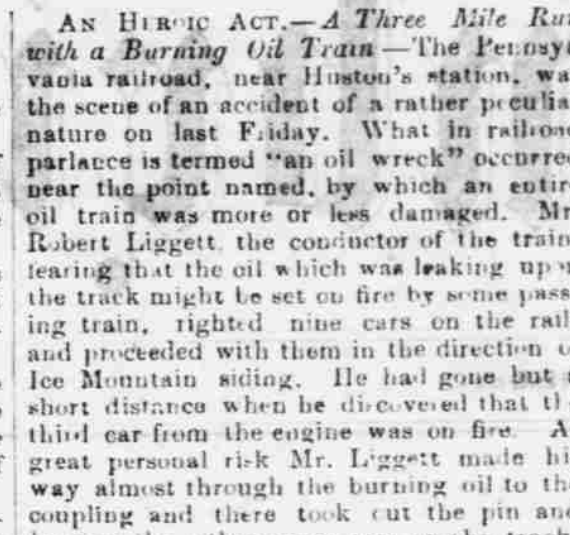 AN HEROIC ACT.—A Three Mile Run
with a Burning Oil Train—The Pennsyl
vania railroad, near Huston's station, wa
the scene of an accident of a rather peculia
nature on last Friday. What in railroa
parlance is termed "an oil wreck" occurre
near the point named, by which an entir
oil train was more or less damaged. Mr
Robert Liggett, the conductor of the train,
fearing that the oil which was leaking upon
the track might be set on fire by some pass
ing train, righted nine cars on the rail
and proceeded with them in the direction o
Ice Mountain siding. He had gone but
short distance when he discovered that th
third car from the engine was on fire. A
great personal risk Mr. Liggett made hi
way almost through the burning oil to th
coupling and there took out the pin and